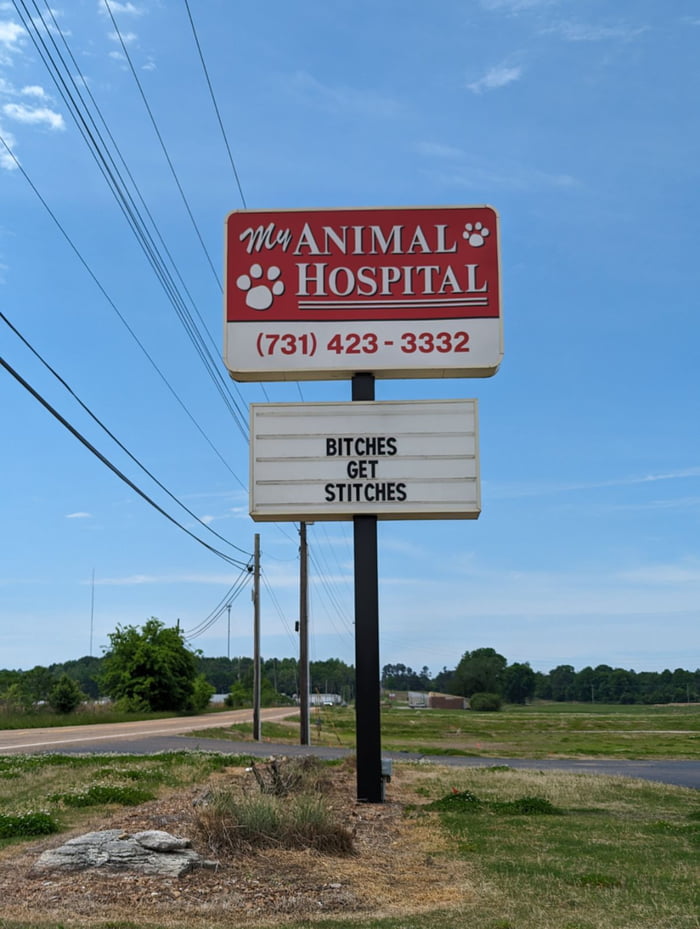 My ANIMAL
HOSPITAL
(731) 423-3332
BITCHES
GET
STITCHES